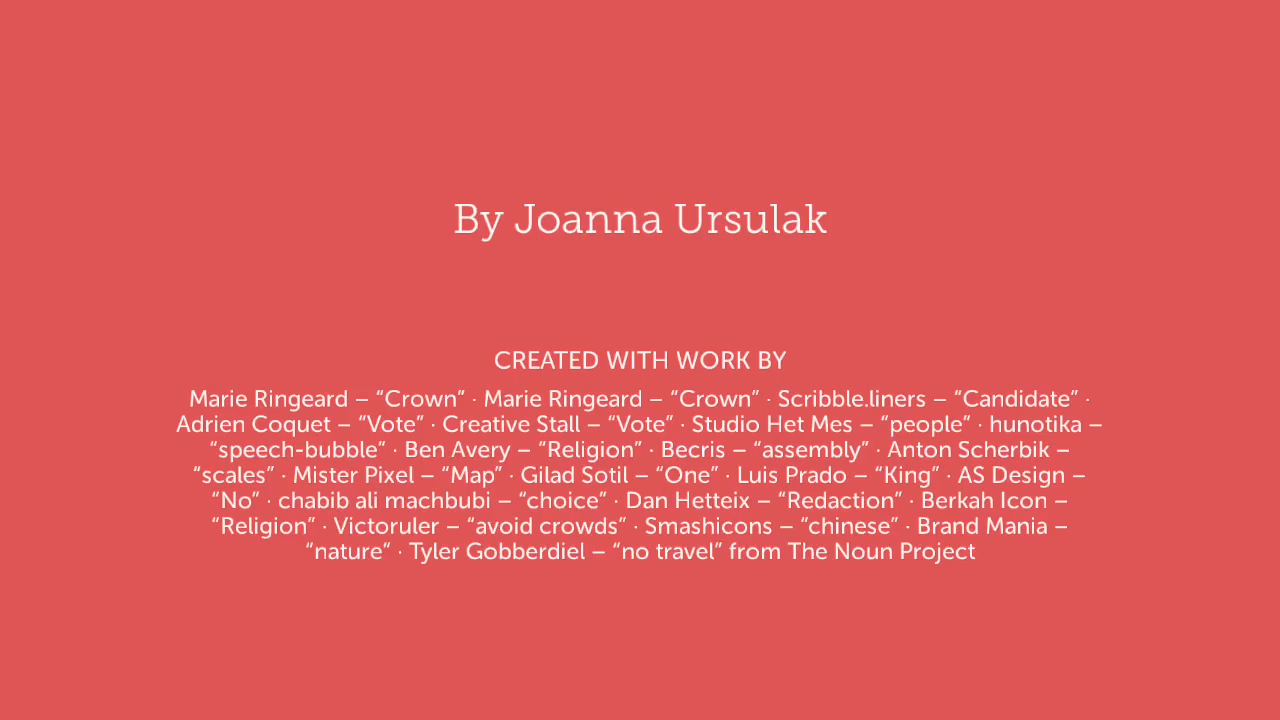 By Joanna Ursulak
CREATED WITH WORK BY
Marie Ringeard – “Crown” · Marie Ringeard – “Crown” · Scribble.liners – “Candidate” ·
Adrien Coquet – “Vote” · Creative Stall – “Vote” · Studio Het Mes – “people” · hunotika –
“speech-bubble” · Ben Avery – “Religion” · Becris – “assembly” · Anton Scherbik –
“scales” · Mister Pixel – “Map” · Gilad Sotil – “One” · Luis Prado – “King” · AS Design –
“No” · chabib ali machbubi – “choice” · Dan Hetteix – “Redaction” · Berkah Icon –
“Religion” · Victoruler – “avoid crowds” · Smashicons – “chinese” · Brand Mania –
“nature” · Tyler Gobberdiel – “no travel” from The Noun Project